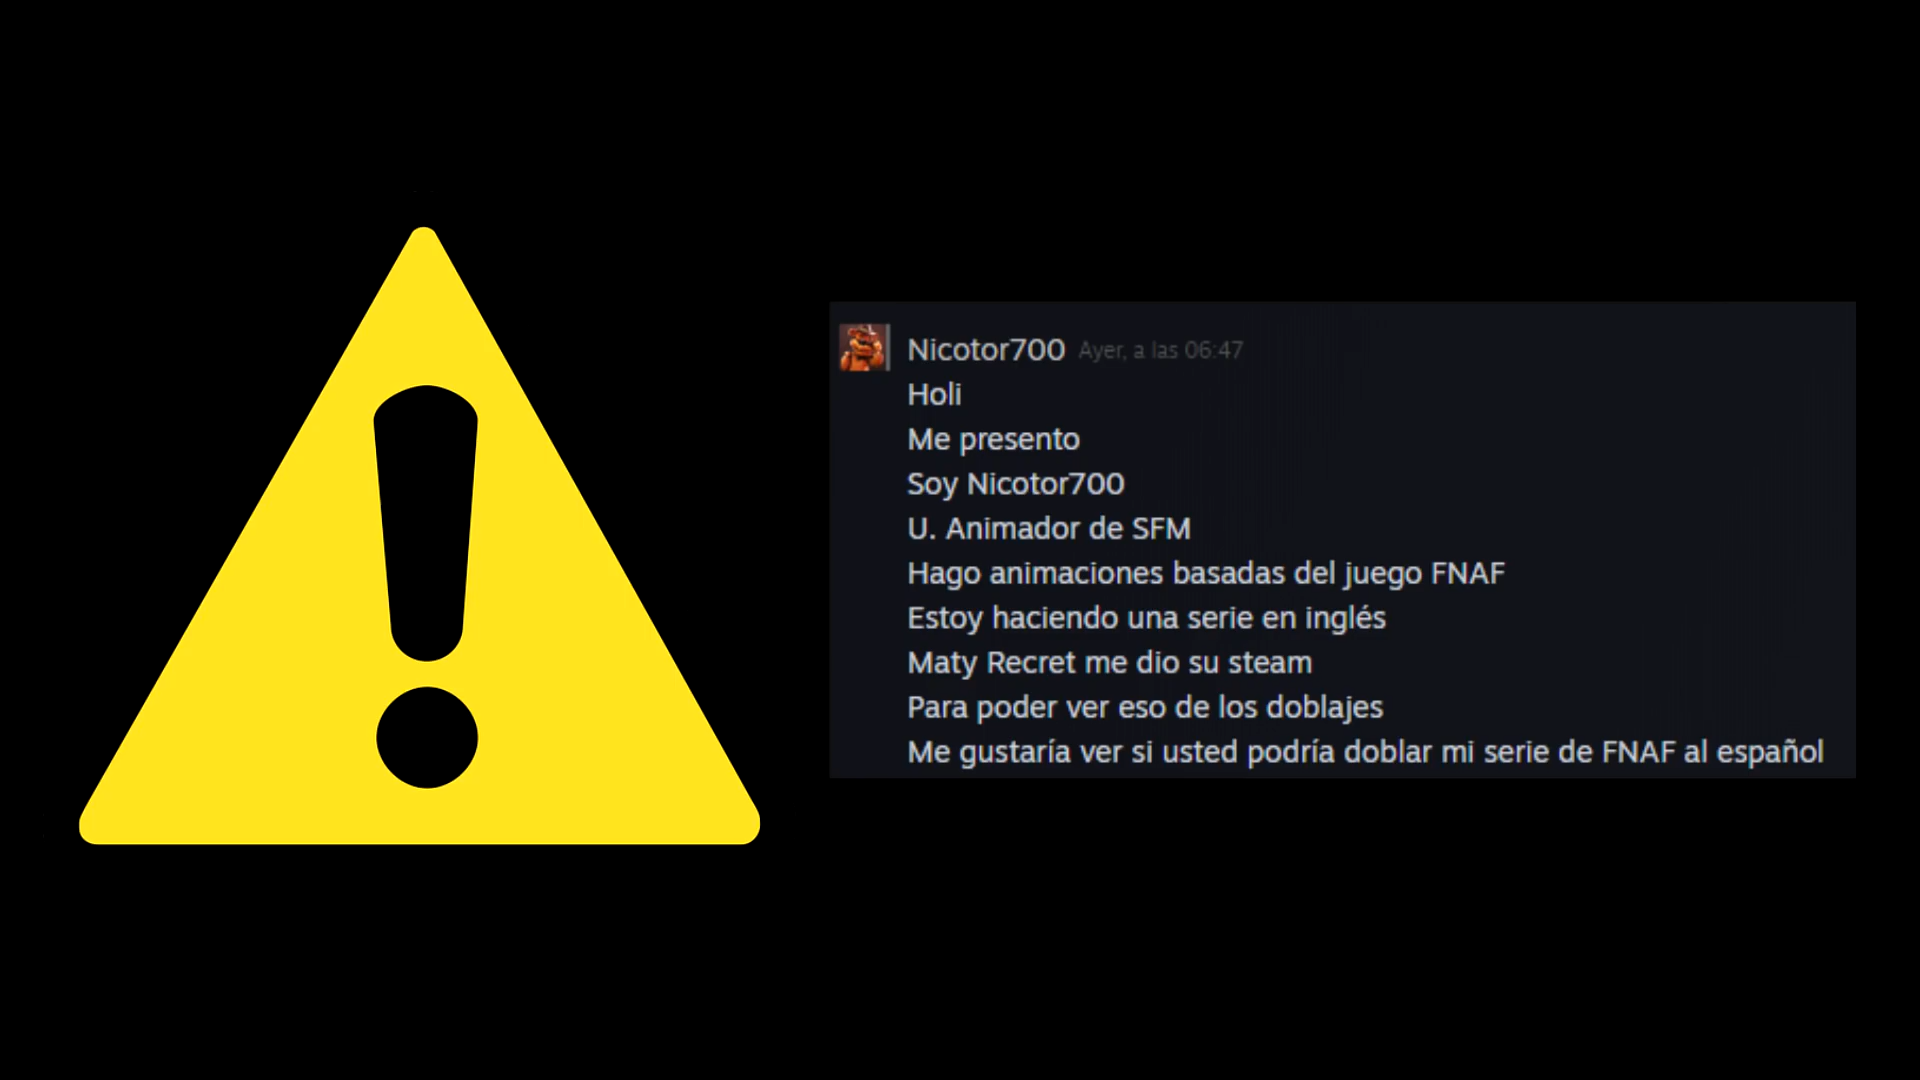 Nicotor700 Ayer, a las 06:47
Holi
Me presento
Soy Nicotor700
U. Animador de SFM
Hago animaciones basadas del juego FNAF
Estoy haciendo una serie en inglés
Maty Recret me dio su steam
Para poder ver eso de los doblajes
Me gustaría ver si usted podría doblar mi serie de FNAF al español